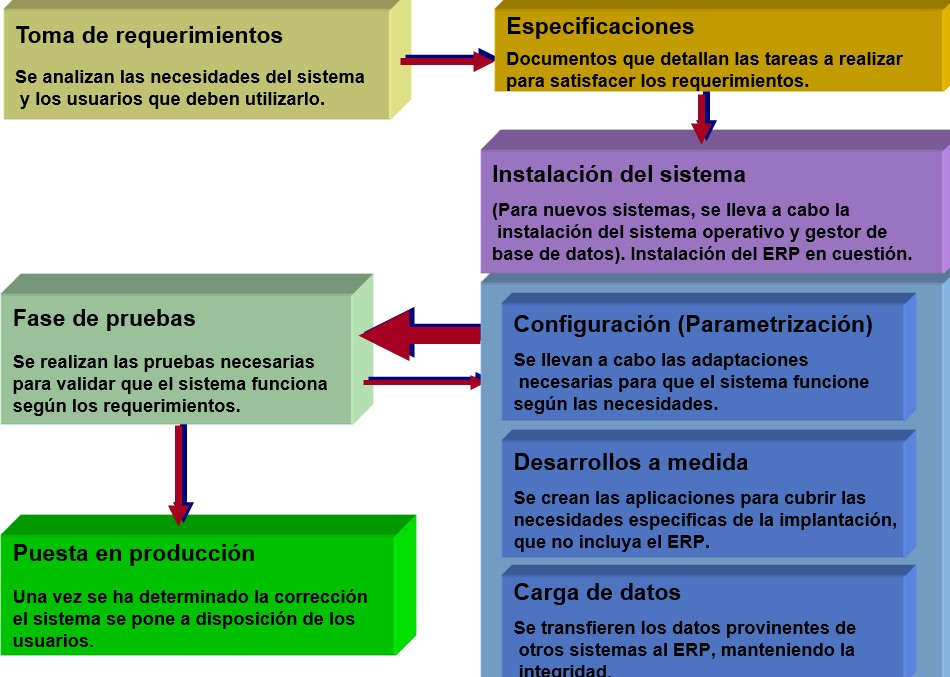 Toma de requerimientos
Se analizan las necesidades del sistema
y los usuarios que deben utilizarlo.
Especificaciones
Documentos que detallan las tareas a realizar
para satisfacer los requerimientos.
Instalación del sistema
(Para nuevos sistemas, se lleva a cabo la
instalación del sistema operativo y gestor de
base de datos). Instalación del ERP en cuestión.
Configuración (Parametrización)
Se llevan a cabo las adaptaciones
necesarias para que el sistema funcione
según las necesidades.
Desarrollos a medida
Se crean las aplicaciones para cubrir las
necesidades especificas de la implantación,
que no incluya el ERP.
Carga de datos
Se transfieren los datos provinentes de
otros sistemas al ERP, manteniendo la
integridad.
Fase de pruebas
Se realizan las pruebas necesarias
para validar que el sistema funciona
según los requerimientos.
Puesta en producción
Una vez se ha determinado la corrección
el sistema se pone a disposición de los
usuarios.